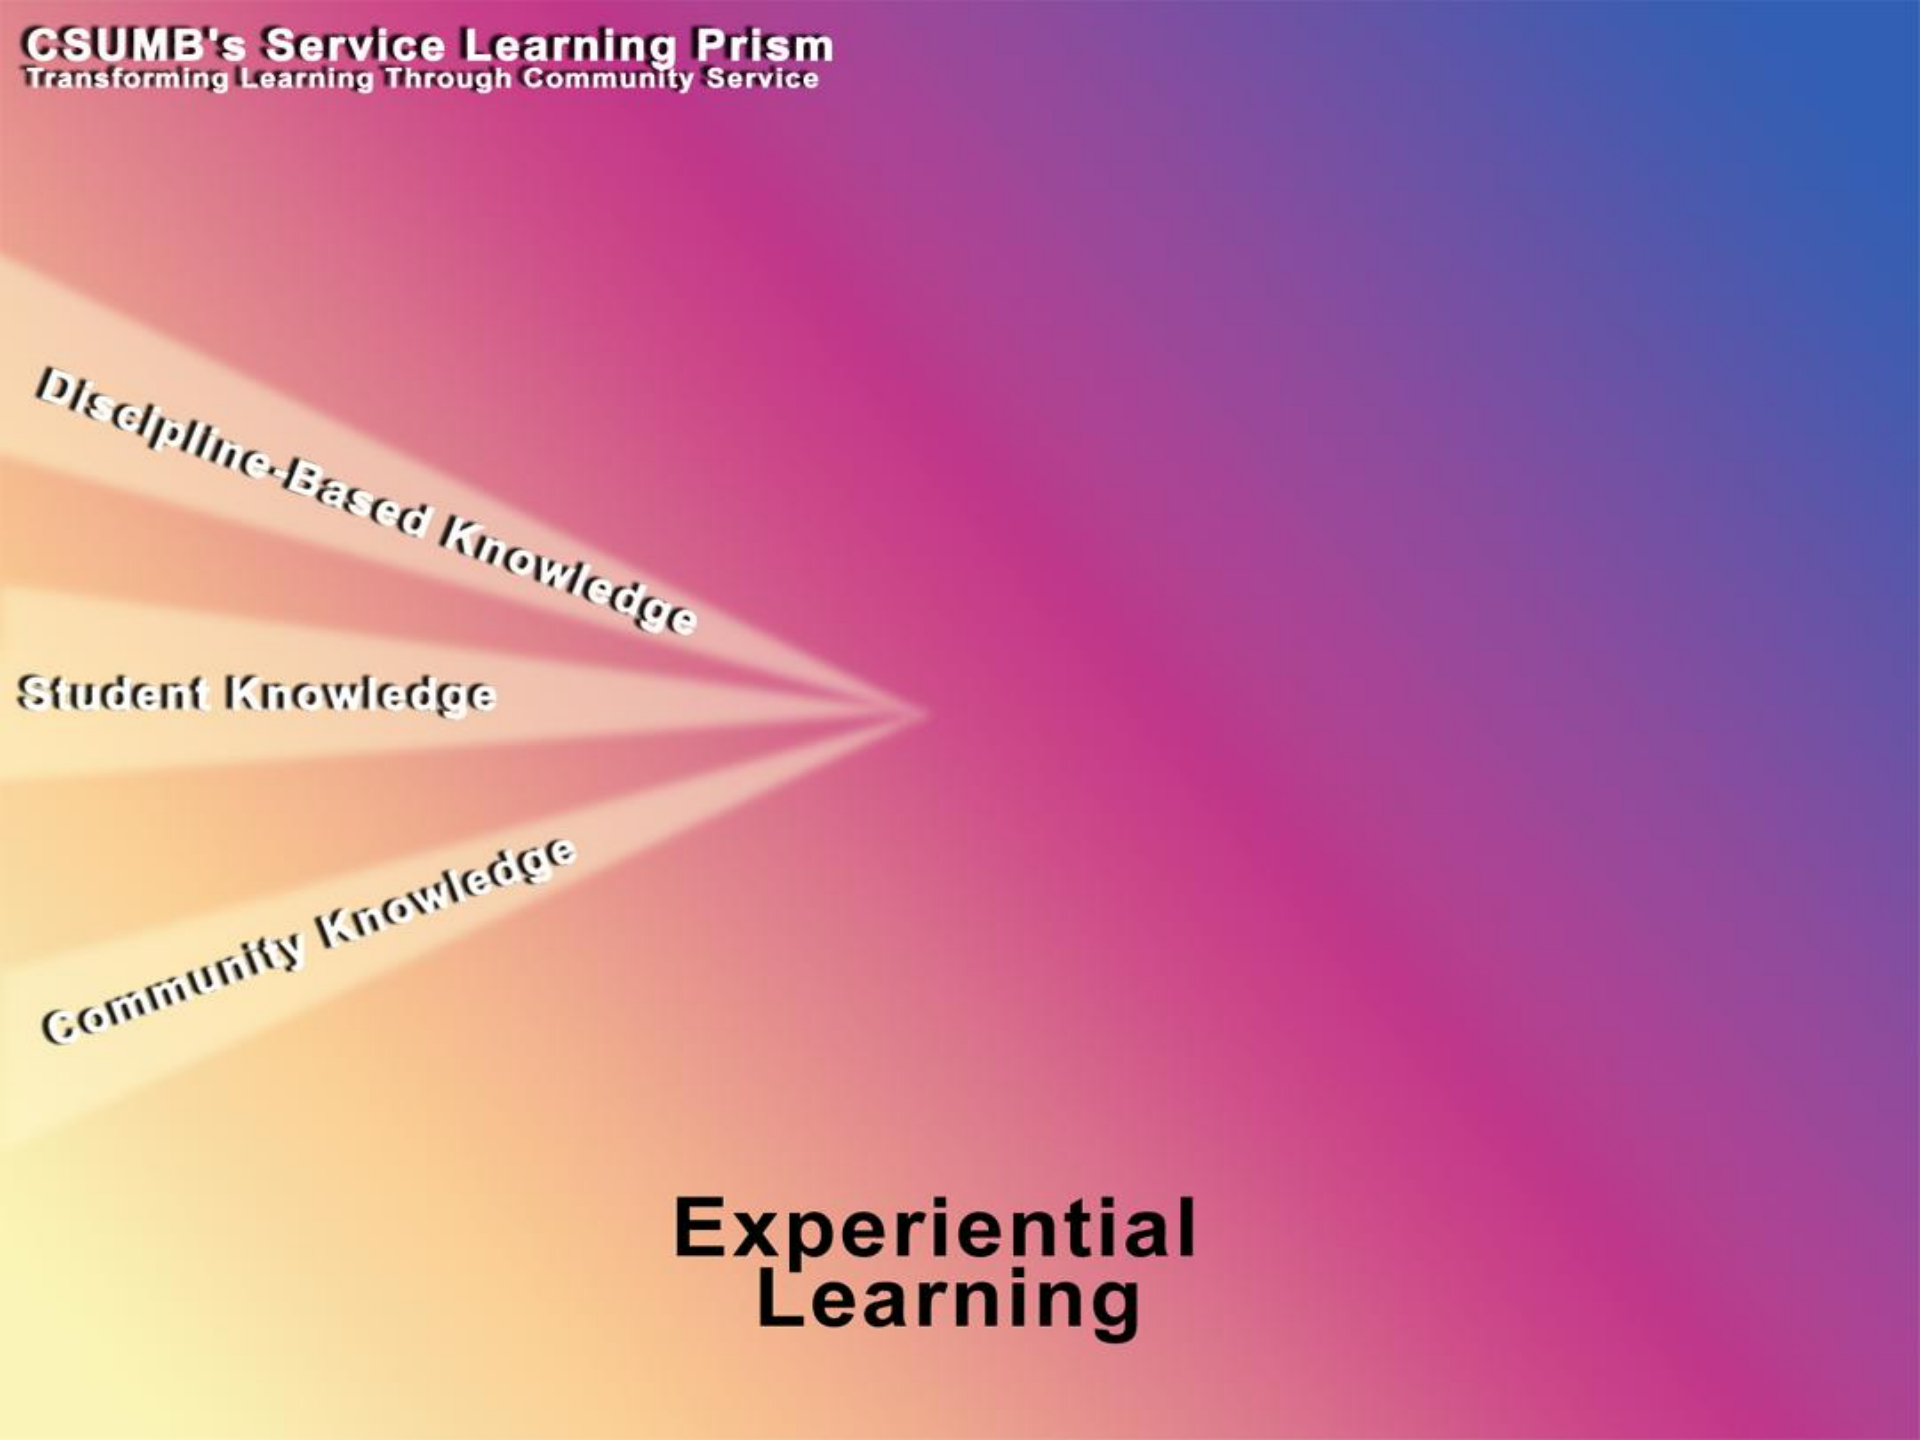 CSUMB's Service Learning Prism
Transforming Learning Through Community Service
Discipline-Based Knowledge
Student Knowledge
Community Knowledge
Experiential
Learning